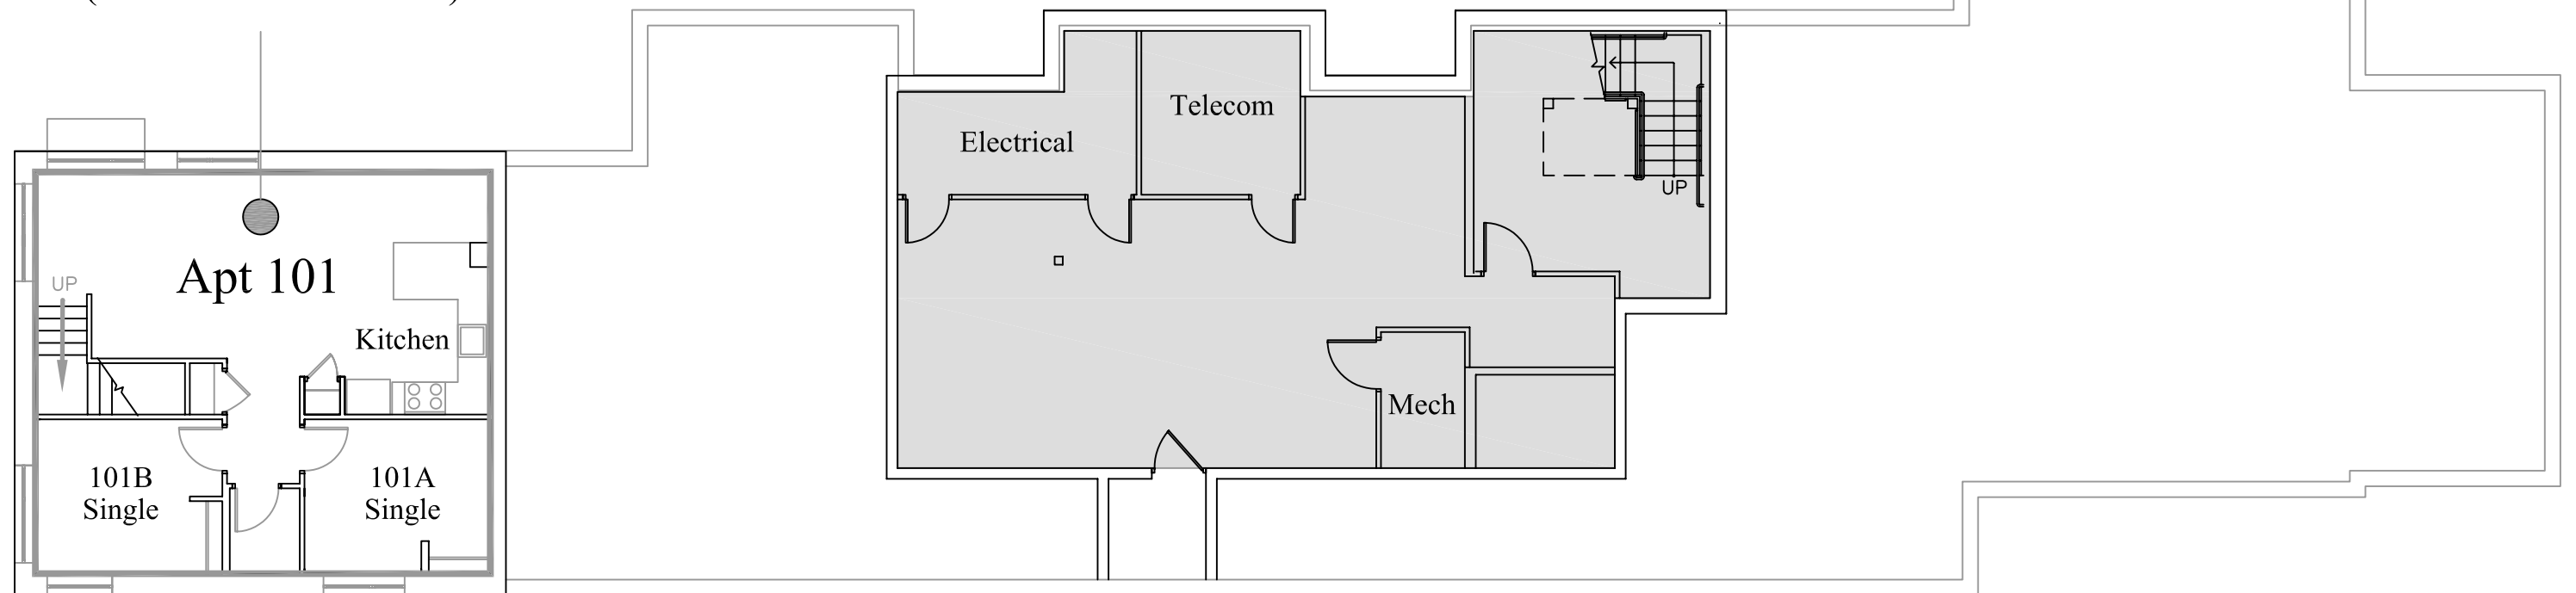 Telecom
Electrical
UP
Apt 101
UP
Kitchen
Mech
101B
Single
101A
Single